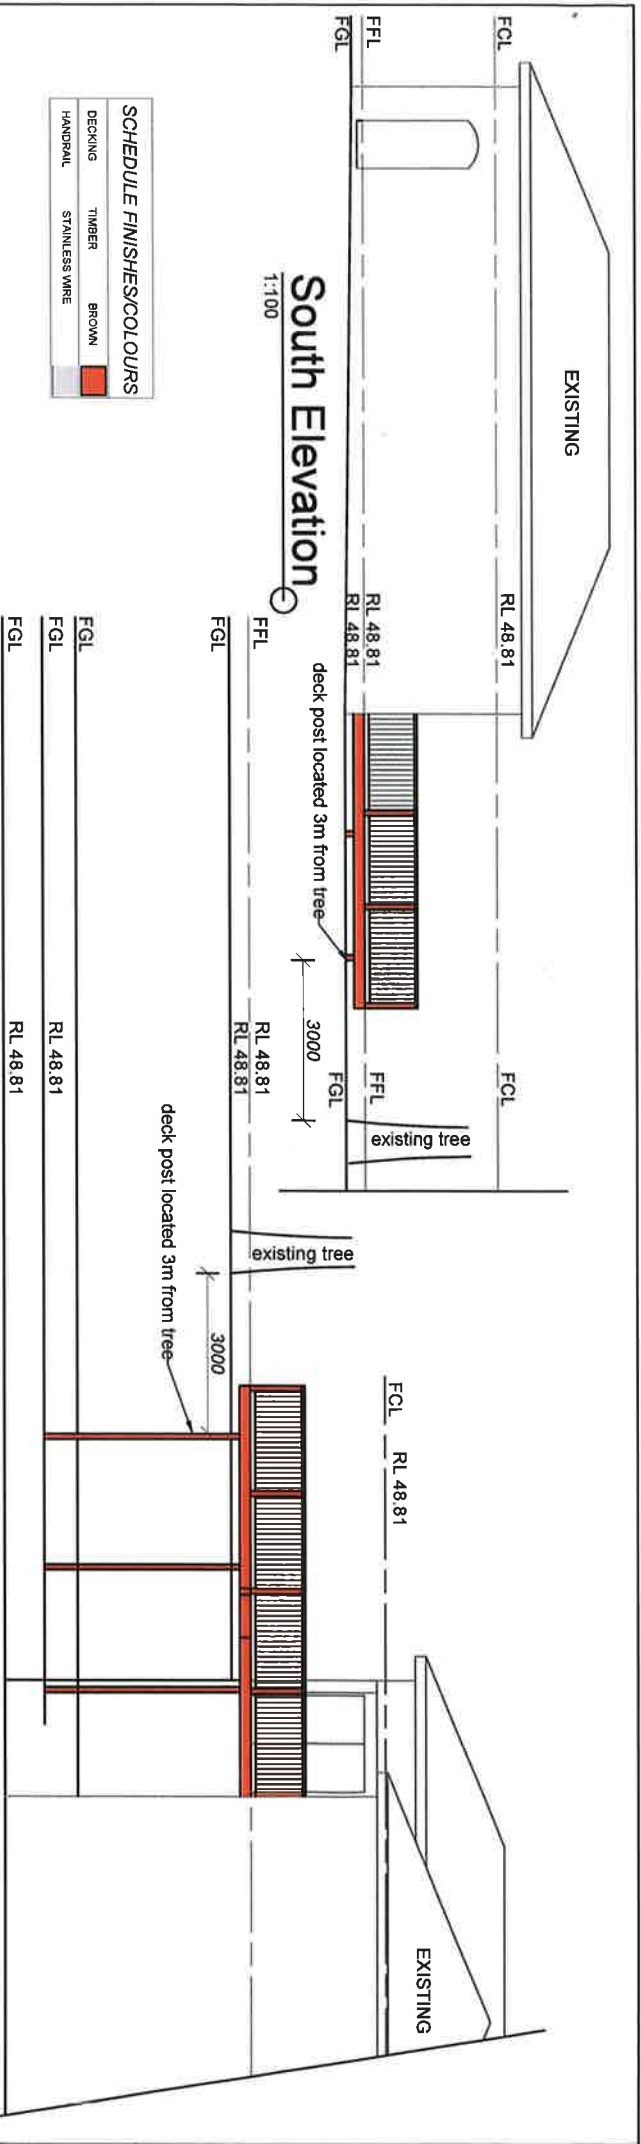 FCL
FFL
FGL
EXISTING
RL 48.81
RL 48.81
RL 48.81
South Elevation
1:100
deck post located 3m from tree
3000
FCL
FFL
FGL
existing tree
SCHEDULE FINISHES/COLOURS
DECKING TIMBER BROWN
HANDRAIL STAINLESS WIRE
FCL RL 48.81
EXISTING
existing tree
3000
deck post located 3m from tree
FFL RL 48.81
FGL RL 48.81
FGL
FGL RL 48.81
FGL RL 48.81